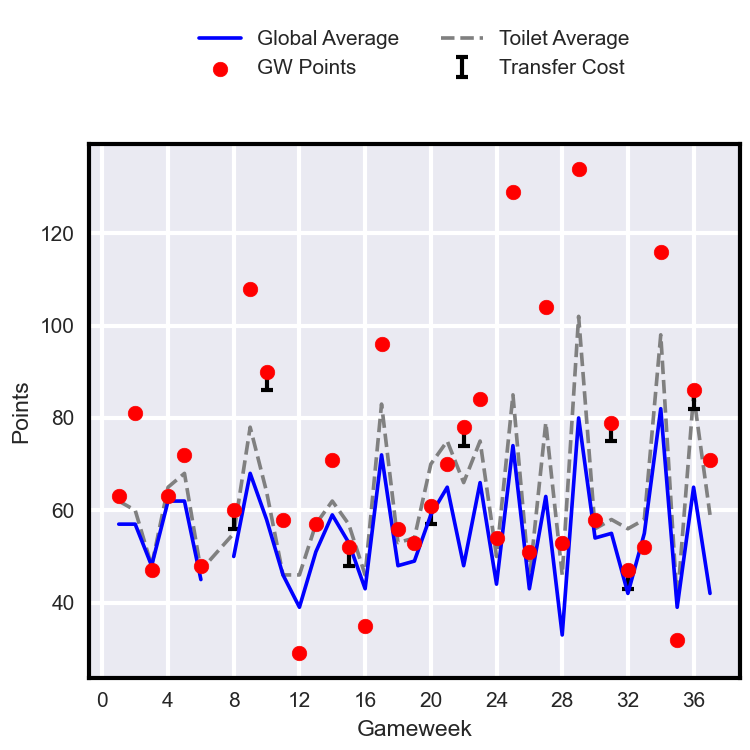 Global Average
Toilet Average
GW Points
Transfer Cost
Points
120
100
80
60
40
0 4 8 12 16 20 24 28 32 36
Gameweek